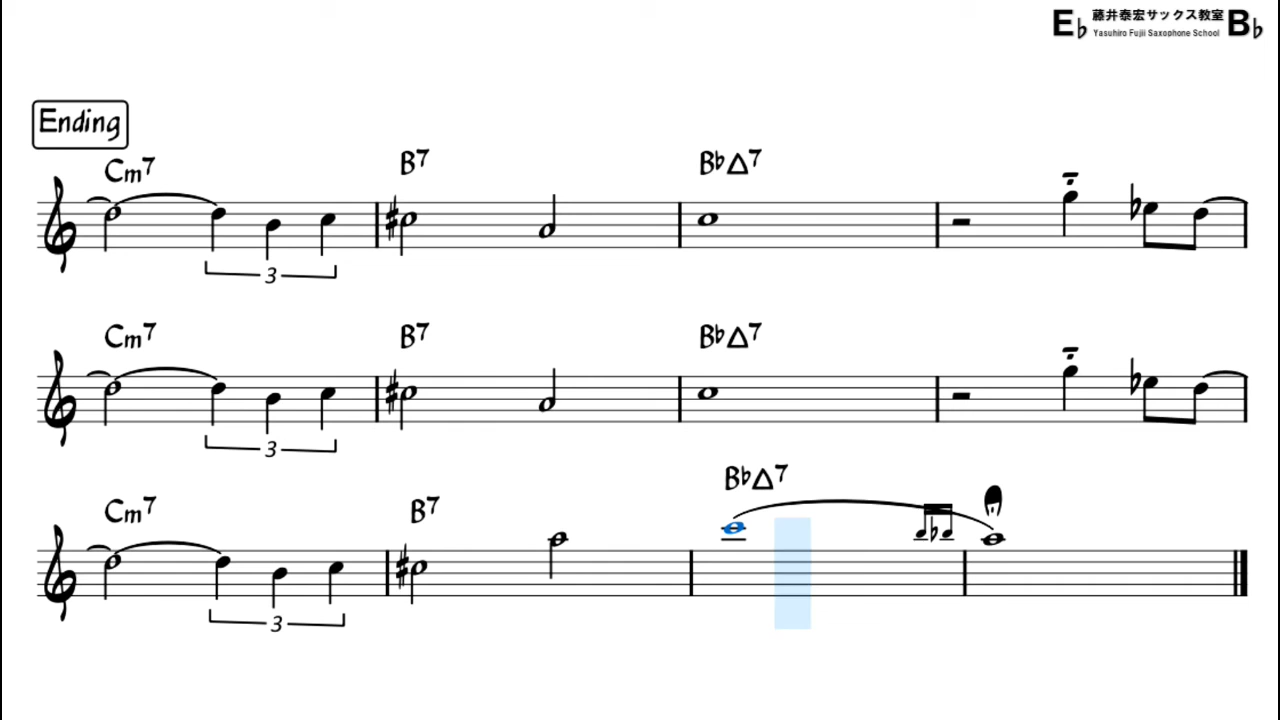 E♭ 藤井泰宏サックス教室 B♭
Yasuhiro Fujii Saxophone School
Ending
Cm7 B7 B♭△7
3
Cm7 B7 B♭△7
3
Cm7 B7 B♭△7
3